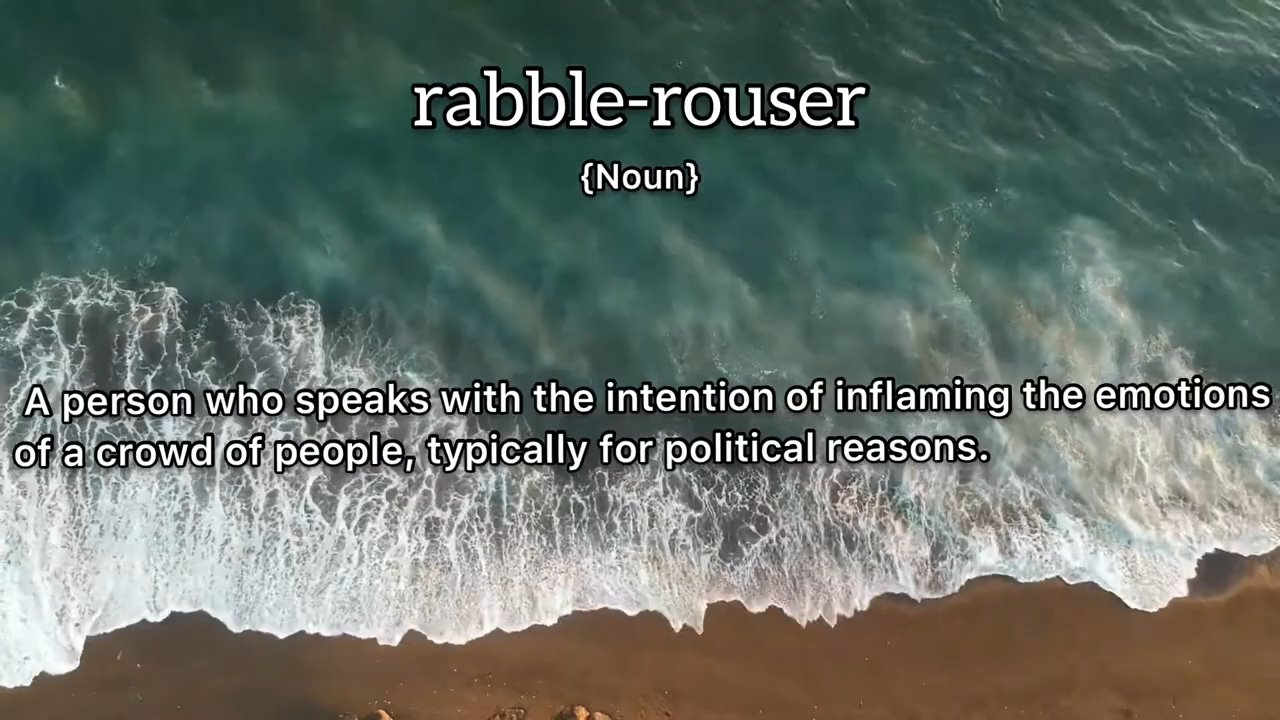 rabble-rouser
{Noun}
A person who speaks with the intention of inflaming the emotions
of a crowd of people, typically for political reasons.